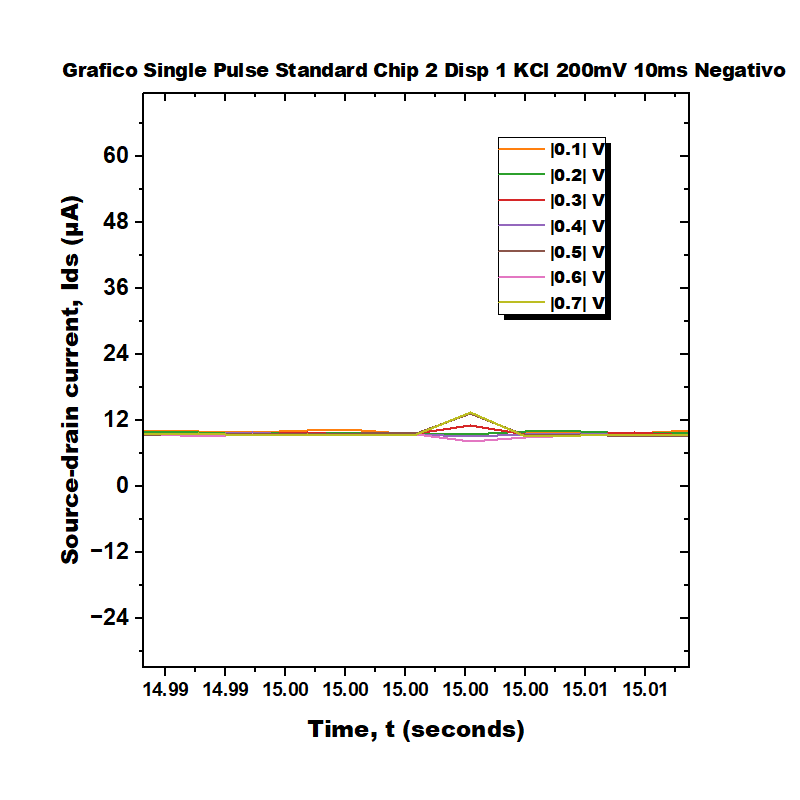 Grafico Single Pulse Standard Chip 2 Disp 1 KCl 200mV 10ms Negativo
|0.1| V
|0.2| V
|0.3| V
|0.4| V
|0.5| V
|0.6| V
|0.7| V
60
48
36
24
12
0
−12
−24
Source-drain current, Ids (µA)
14.99 14.99 15.00 15.00 15.00 15.00 15.00 15.01 15.01
Time, t (seconds)